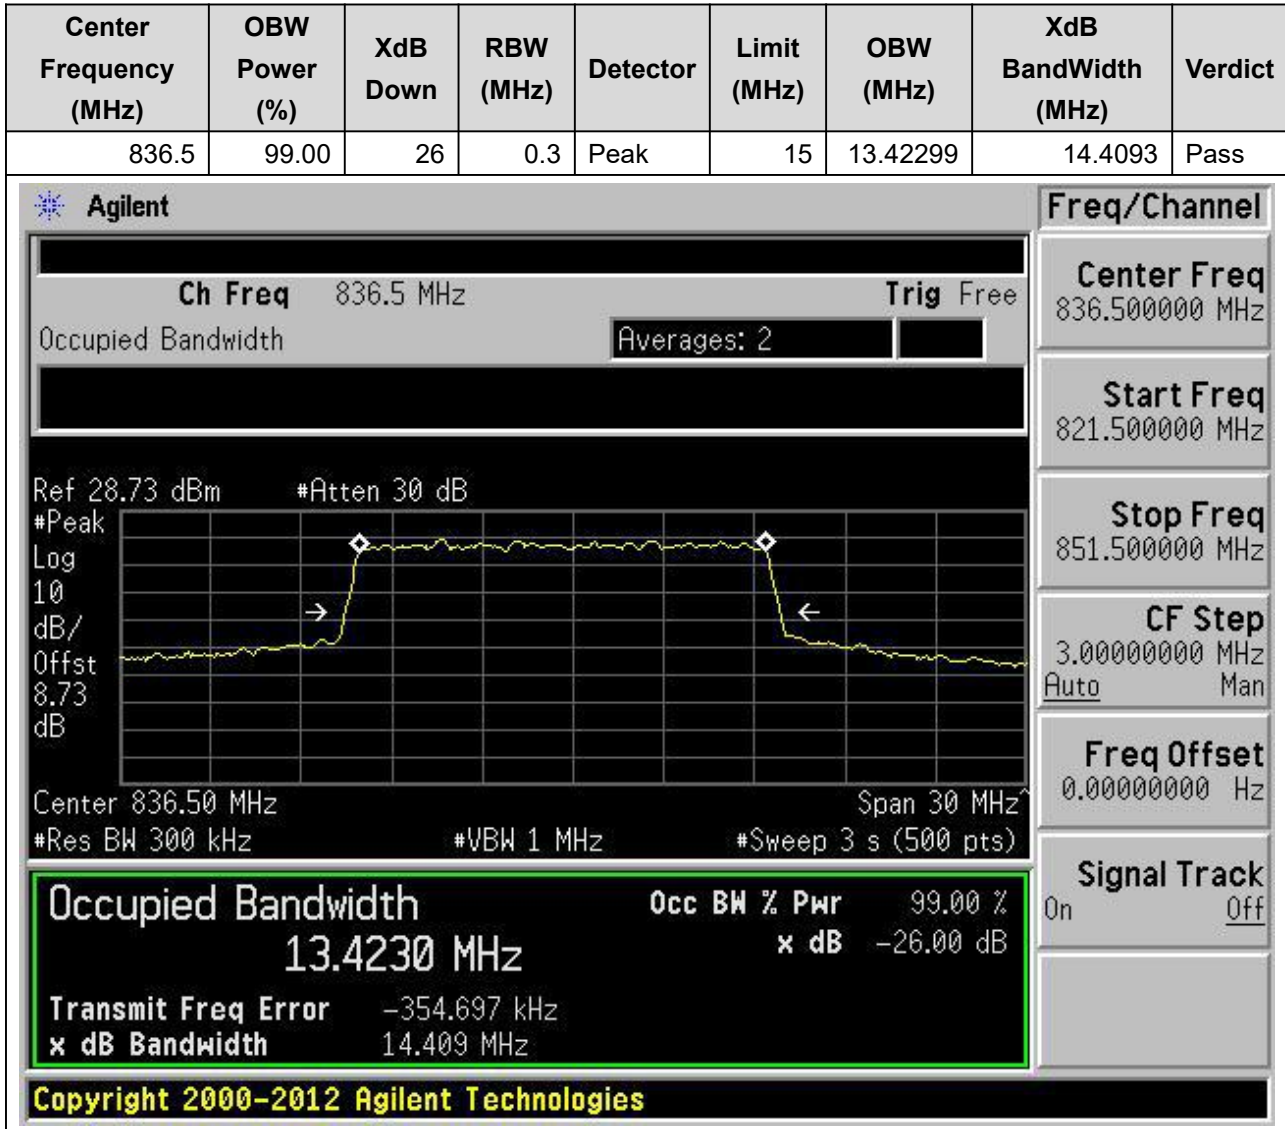 Center Frequency (MHz) OBW Power (%) XdB Down RBW (MHz) Detector Limit (MHz) OBW (MHz) XdB BandWidth (MHz) Verdict
836.5 99.00 26 0.3 Peak 15 13.42299 14.4093 Pass
Agilent
Freq/Channel
Ch Freq 836.5 MHz Trig Free
Occupied Bandwidth Averages: 2
Center Freq
836.500000 MHz
Start Freq
821.500000 MHz
Stop Freq
851.500000 MHz
CF Step
3.00000000 MHz
Auto Man
Freq Offset
0.00000000 Hz
Signal Track
On Off
Ref 28.73 dBm #Atten 30 dB
#Peak
Log
10
dB/
Offst
8.73
dB
Center 836.50 MHz Span 30 MHz^
#Res BW 300 kHz #VBW 1 MHz #Sweep 3 s (500 pts)
Occupied Bandwidth Occ BW % Pwr 99.00 %
13.4230 MHz x dB -26.00 dB
Transmit Freq Error -354.697 kHz
x dB Bandwidth 14.409 MHz
Copyright 2000-2012 Agilent Technologies